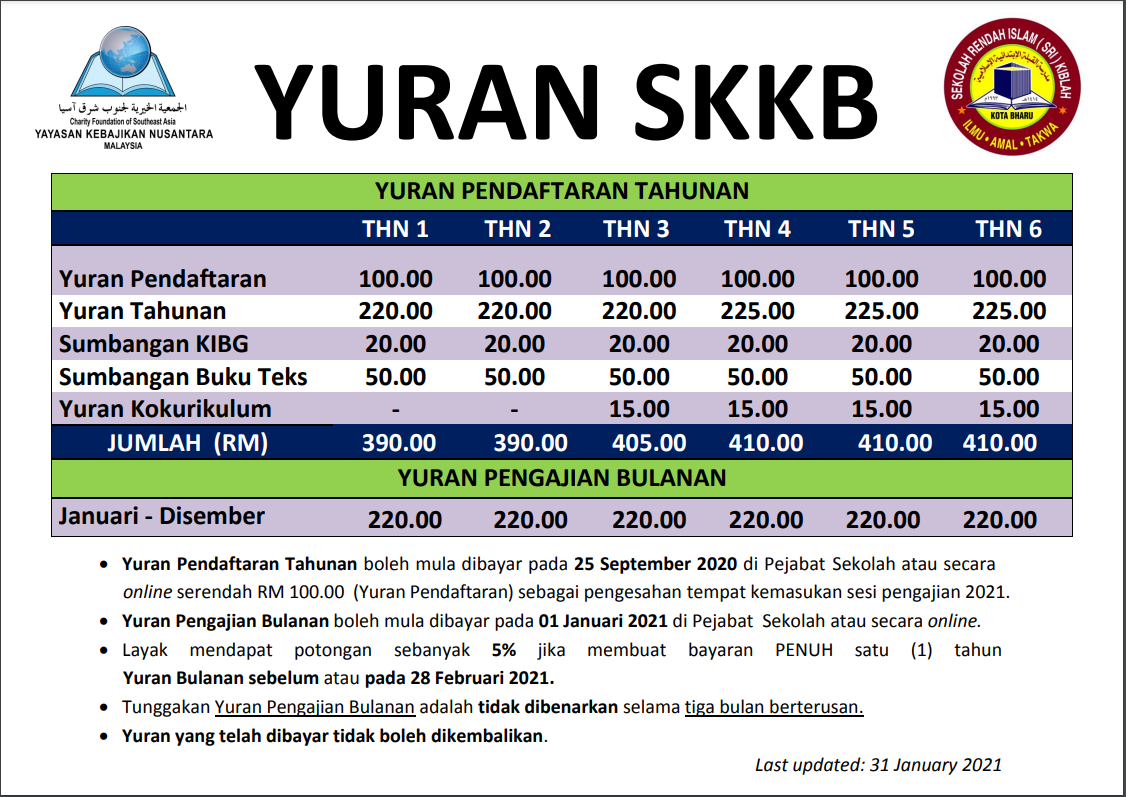 الجمعية الخيرية لجنوب شرق آسيا
Charity Foundation of Southeast Asia
YAYASAN KEBAJIKAN NUSANTARA
MALAYSIA
YURAN SKKB
SEKOLAH RENDAH ISLAM ( SRI ) KIBLAH
مدرسة القبلة الابتدائية الإسلامية
KOTA BHARU
ILMU • AMAL • TAKWA
YURAN PENDAFTARAN TAHUNAN
THN 1 THN 2 THN 3 THN 4 THN 5 THN 6
Yuran Pendaftaran 100.00 100.00 100.00 100.00 100.00 100.00
Yuran Tahunan 220.00 220.00 220.00 225.00 225.00 225.00
Sumbangan KIBG 20.00 20.00 20.00 20.00 20.00 20.00
Sumbangan Buku Teks 50.00 50.00 50.00 50.00 50.00 50.00
Yuran Kokurikulum - - 15.00 15.00 15.00 15.00
JUMLAH (RM) 390.00 390.00 405.00 410.00 410.00 410.00
YURAN PENGAJIAN BULANAN
Januari - Disember 220.00 220.00 220.00 220.00 220.00 220.00
• Yuran Pendaftaran Tahunan boleh mula dibayar pada 25 September 2020 di Pejabat Sekolah atau secara
online serendah RM 100.00 (Yuran Pendaftaran) sebagai pengesahan tempat kemasukan sesi pengajian 2021.
• Yuran Pengajian Bulanan boleh mula dibayar pada 01 Januari 2021 di Pejabat Sekolah atau secara online.
• Layak mendapat potongan sebanyak 5% jika membuat bayaran PENUH satu (1) tahun
Yuran Bulanan sebelum atau pada 28 Februari 2021.
• Tunggakan Yuran Pengajian Bulanan adalah tidak dibenarkan selama tiga bulan berterusan.
• Yuran yang telah dibayar tidak boleh dikembalikan.
Last updated: 31 January 2021